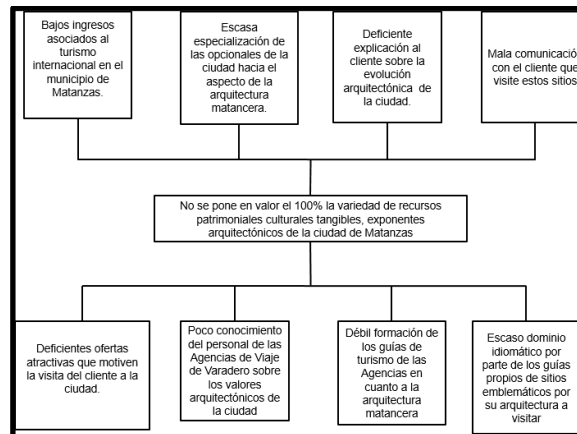 Bajos ingresos
asociados al
turismo
internacional en el
municipio de
Matanzas.
Escasa
especialización de
las opcionales de la
ciudad hacia el
aspecto de la
arquitectura
matancera.
Deficiente
explicación al
cliente sobre la
evolución
arquitectónica de
la ciudad.
Mala comunicación
con el cliente que
visite estos sitios
No se pone en valor el 100% la variedad de recursos
patrimoniales culturales tangibles, exponentes
arquitectónicos de la ciudad de Matanzas
Deficientes ofertas
atractivas que motiven
la visita del cliente a la
ciudad.
Poco conocimiento
del personal de las
Agencias de Viaje
de Varadero sobre
los valores
arquitectónicos de
la ciudad
Débil formación de
los guías de
turismo de las
Agencias en
cuanto a la
arquitectura
matancera
Escaso dominio
idiomático por
parte de los guías
propios de sitios
emblemáticos por
su arquitectura a
visitar